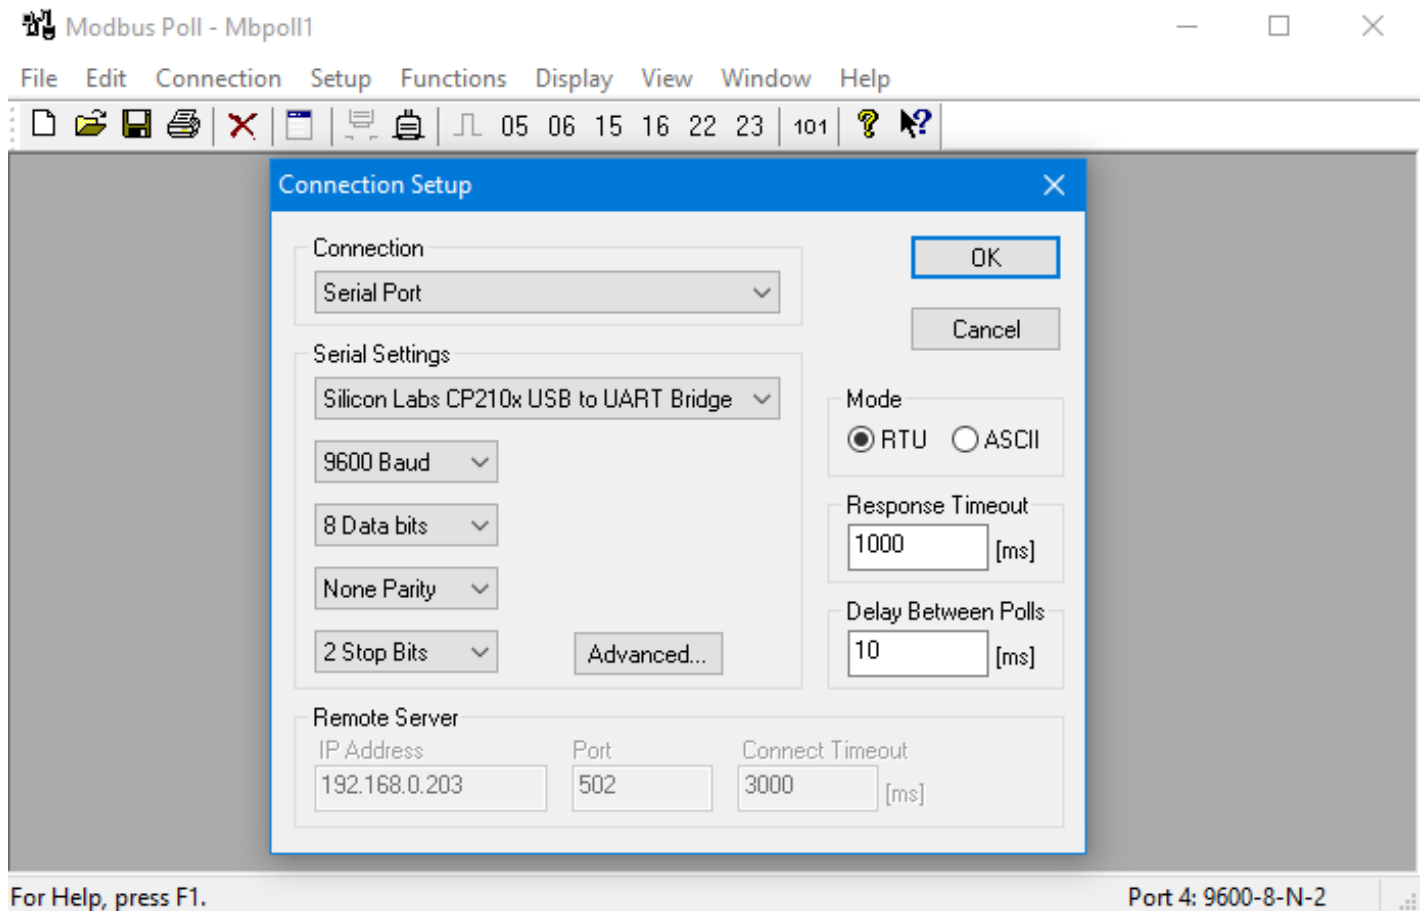 Modbus Poll - Mbpoll1
File Edit Connection Setup Functions Display View Window Help
05 06 15 16 22 23 101
Connection Setup
Connection
Serial Port
OK
Cancel
Serial Settings
Silicon Labs CP210x USB to UART Bridge
9600 Baud
8 Data bits
None Parity
2 Stop Bits
Advanced...
Mode
RTU ASCII
Response Timeout
1000 [ms]
Delay Between Polls
10 [ms]
Remote Server
IP Address Port Connect Timeout
192.168.0.203 502 3000 [ms]
For Help, press F1. Port 4: 9600-8-N-2